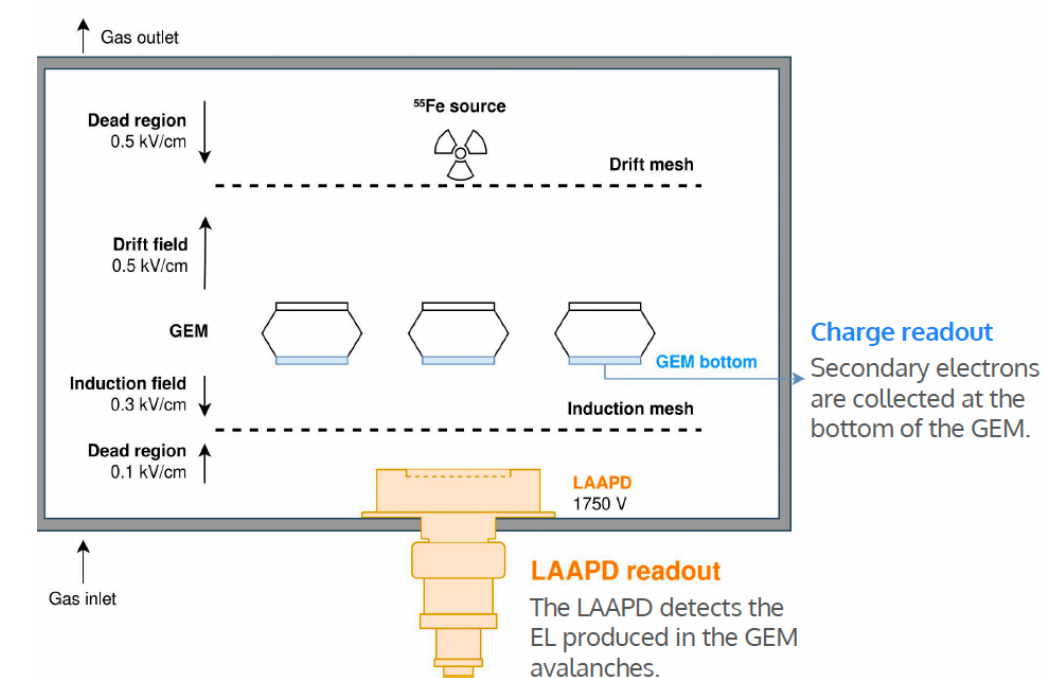 Gas outlet
⁵⁵Fe source
Dead region
0.5 kV/cm
Drift mesh
Drift field
0.5 kV/cm
GEM
Charge readout
GEM bottom
Secondary electrons
are collected at the
bottom of the GEM.
Induction field
0.3 kV/cm
Induction mesh
Dead region
0.1 kV/cm
LAAPD
1750 V
Gas inlet
LAAPD readout
The LAAPD detects the
EL produced in the GEM
avalanches.